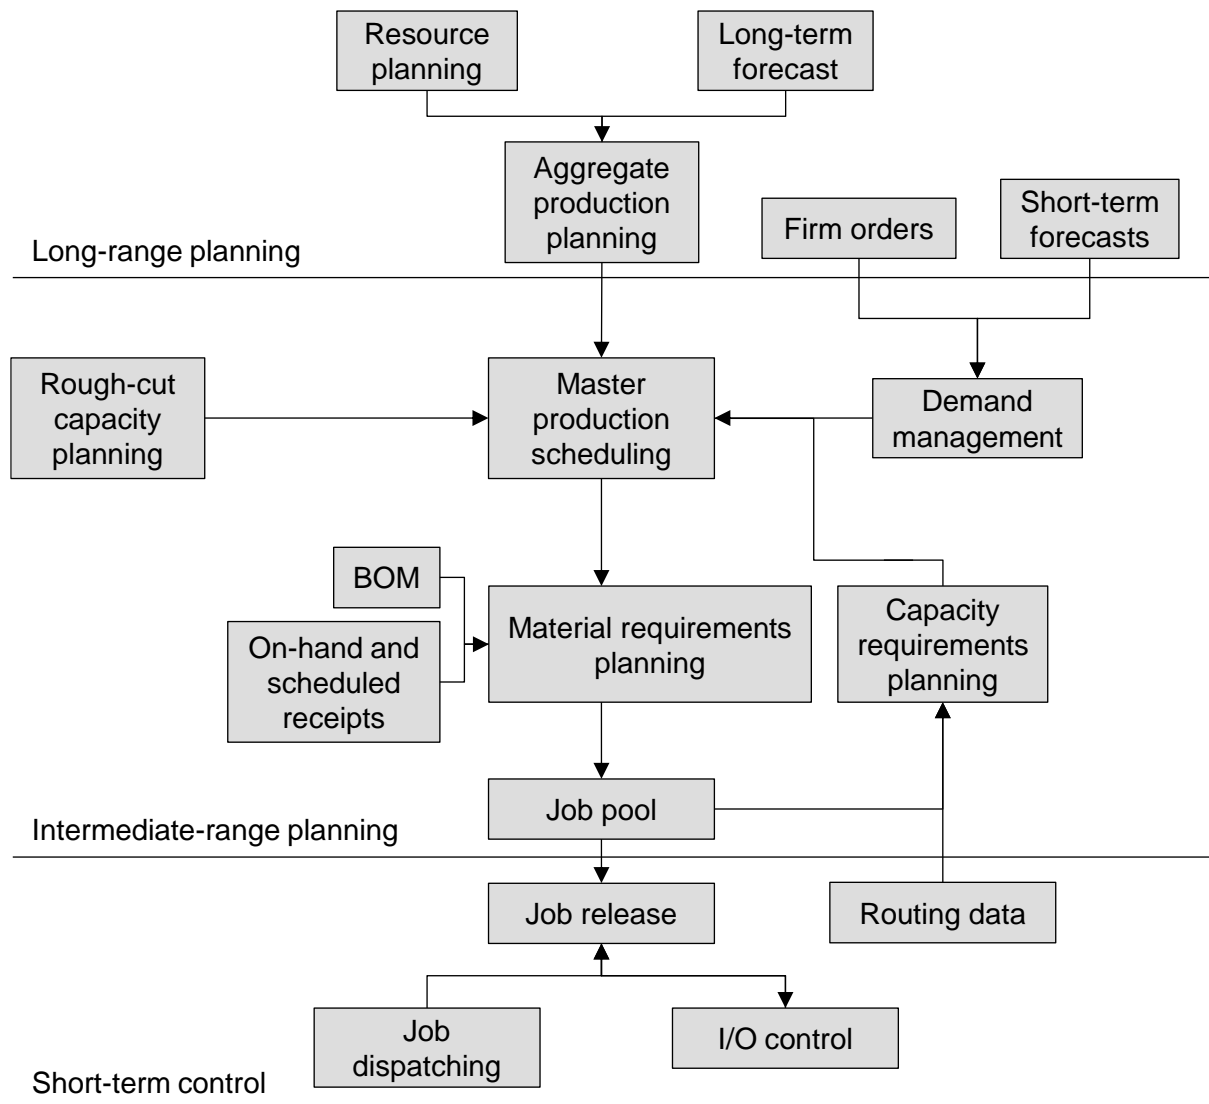 Resource
planning
Long-term
forecast
Aggregate
production
planning
Firm orders
Short-term
forecasts
Long-range planning
Rough-cut
capacity
planning
Master
production
scheduling
Demand
management
BOM
On-hand and
scheduled
receipts
Material requirements
planning
Capacity
requirements
planning
Job pool
Intermediate-range planning
Job release
Routing data
Job
dispatching
I/O control
Short-term control